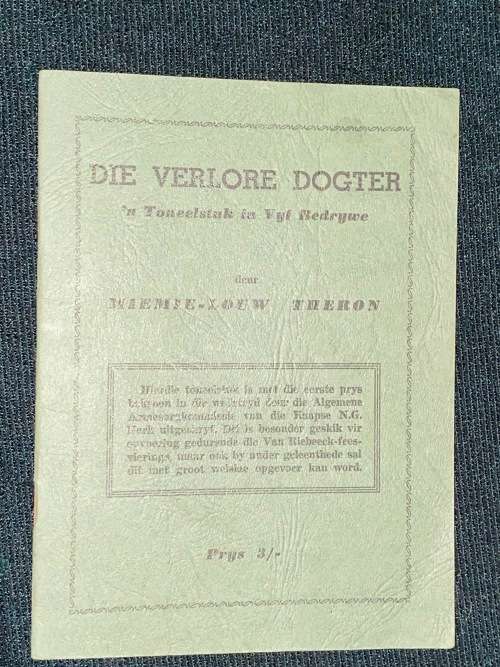 DIE VERLORE DOGTER
'n Toneelstuk in Vyf Bedrywe
deur
MIEMIE-LOUW THERON
Hierdie toneelstuk is met die eerste prys
bekroon in die wedstryd deur die Algemene
Armesorgkommissie van die Kaapse N.G.
Kerk uitgeskryf. Dit is besonder geskik vir
opvoering gedurende die Van Riebeeck-fees-
vierings, maar ook by ander geleenthede sal
dit met groot welslae opgevoer kan word.
Prys 3/-